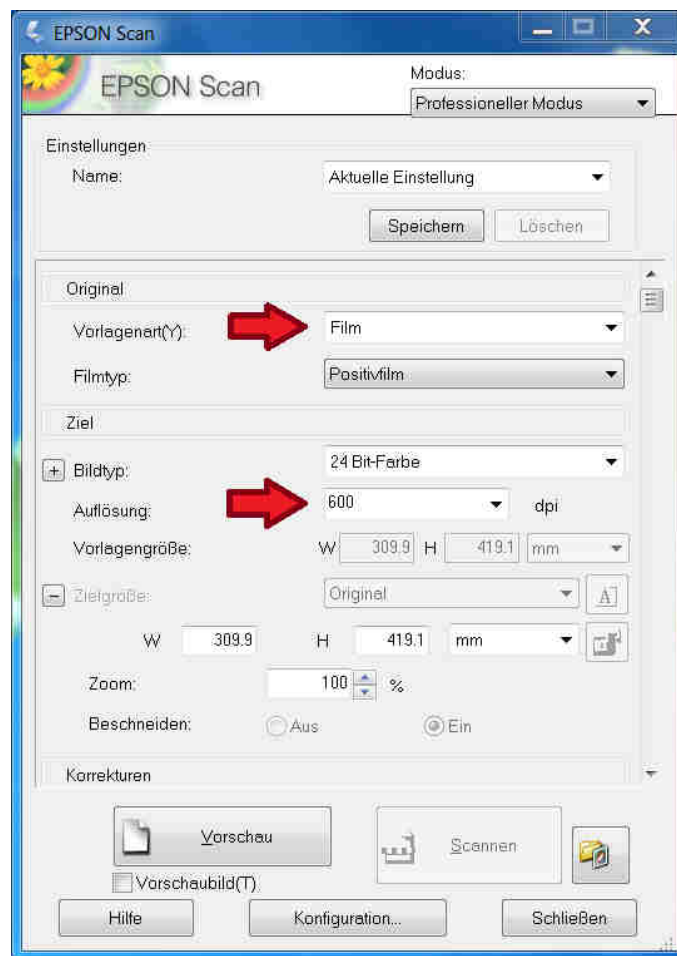 EPSON Scan
EPSON Scan
Modus:
Professioneller Modus
Einstellungen
Name: Aktuelle Einstellung
Speichern Löschen
Original
Vorlagenart(Y): Film
Filmtyp: Positivfilm
Ziel
Bildtyp: 24 Bit-Farbe
Auflösung: 600 dpi
Vorlagengröße: W 309.9 H 419.1 mm
Zielgröße: Original
W 309.9 H 419.1 mm
Zoom: 100 %
Beschneiden: Aus Ein
Korrekturen
Vorschau Scannen
Vorschaubild(T)
Hilfe Konfiguration... Schließen